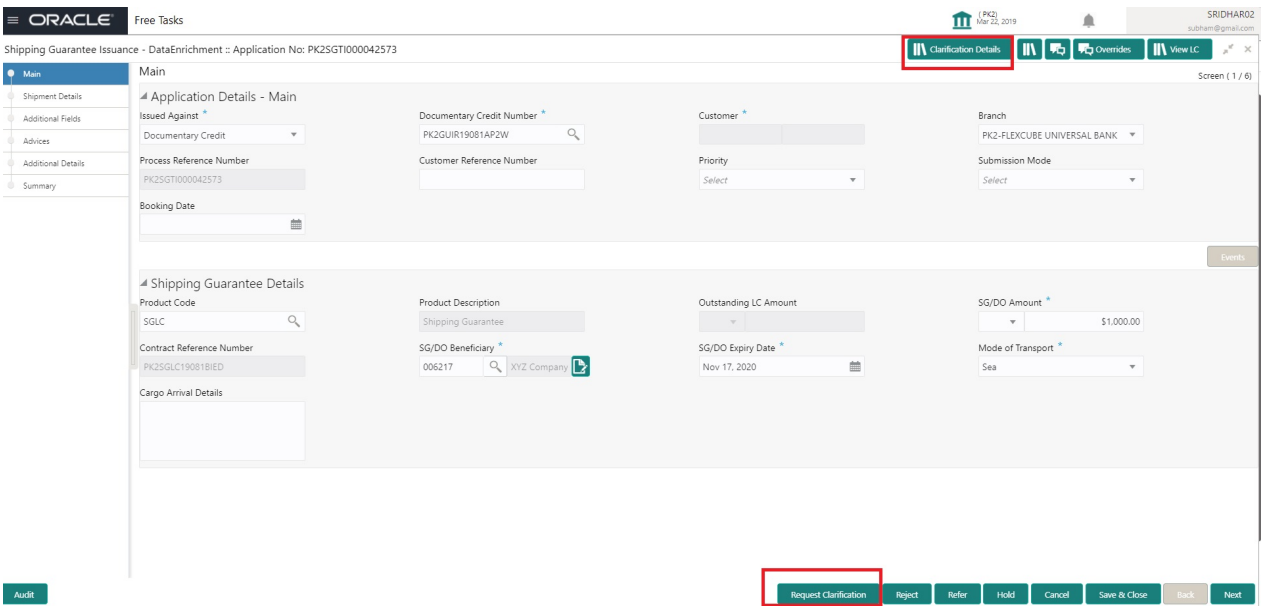 ORACLE
Free Tasks
( PK2)
Mar 22, 2019
SRIDHAR02
subham@gmail.com
Shipping Guarantee Issuance - DataEnrichment :: Application No: PK2SGTI000042573
Clarification Details
Overrides
View LC
Main
Shipment Details
Additional Fields
Advices
Additional Details
Summary
Main
Screen ( 1 / 6)
Application Details - Main
Issued Against *
Documentary Credit Number *
Customer *
Branch
Documentary Credit
PK2GUIR19081AP2W
PK2-FLEXCUBE UNIVERSAL BANK
Process Reference Number
Customer Reference Number
Priority
Submission Mode
PK2SGTI000042573
Select
Select
Booking Date
Events
Shipping Guarantee Details
Product Code
Product Description
Outstanding LC Amount
SG/DO Amount *
SGLC
Shipping Guarantee
$1,000.00
Contract Reference Number
SG/DO Beneficiary *
SG/DO Expiry Date *
Mode of Transport *
PK2SGLC19081BIED
006217
XYZ Company
Nov 17, 2020
Sea
Cargo Arrival Details
Audit
Request Clarification
Reject
Refer
Hold
Cancel
Save & Close
Back
Next